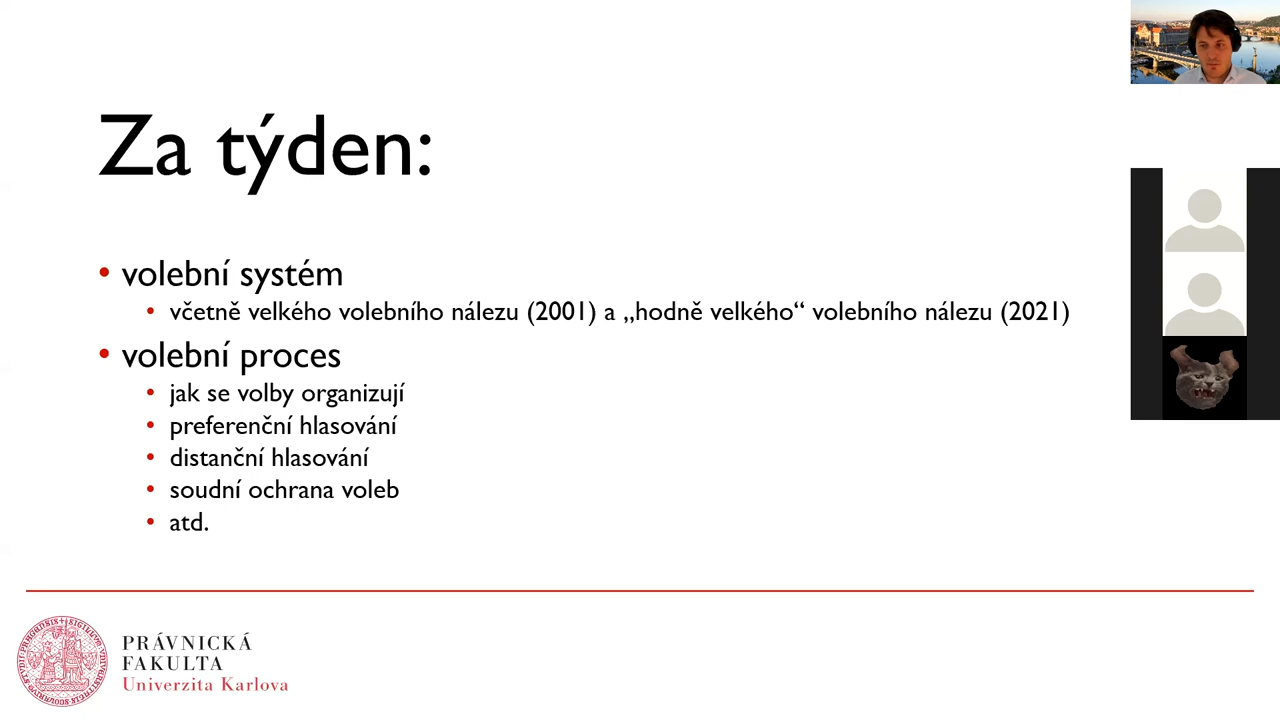 Za týden:
• volební systém
• včetně velkého volebního nálezu (2001) a „hodně velkého“ volebního nálezu (2021)
• volební proces
• jak se volby organizují
• preferenční hlasování
• distanční hlasování
• soudní ochrana voleb
• atd.
PRÁVNICKÁ
FAKULTA
Univerzita Karlova